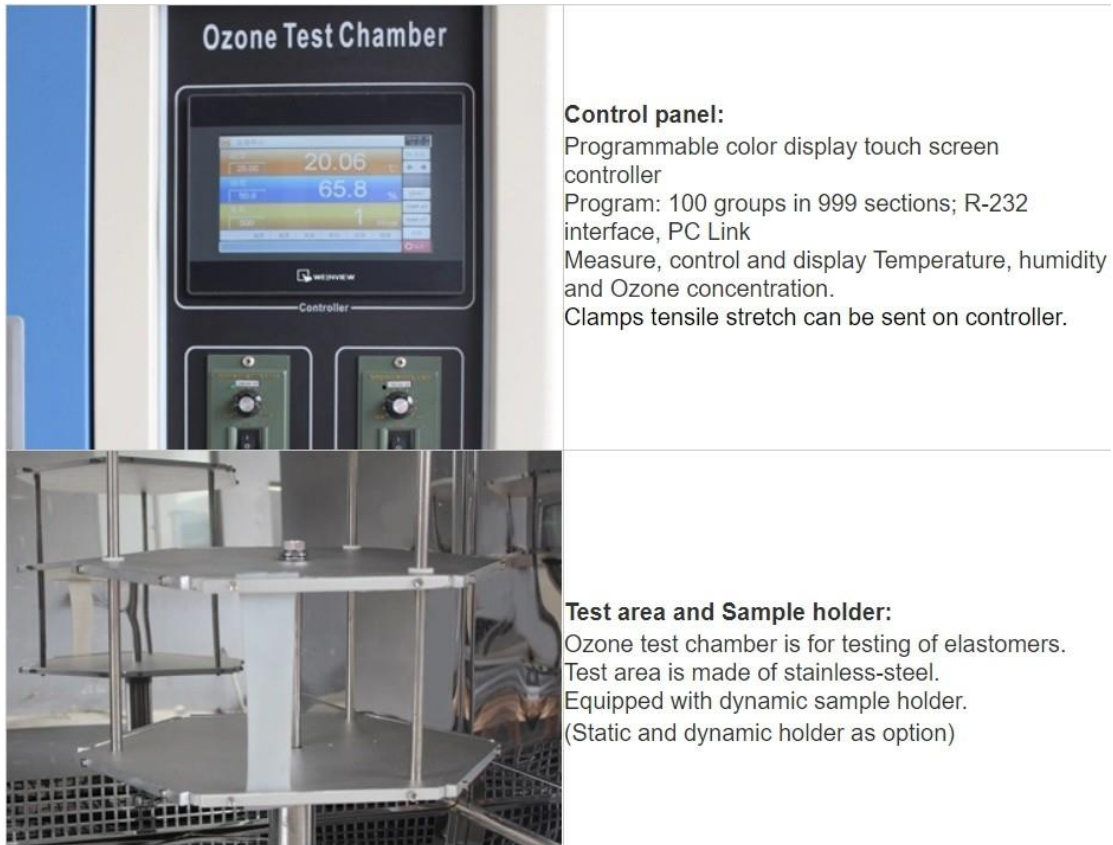 Ozone Test Chamber
20.06
65.8
%
1
WEINVIEW
Controller
Control panel:
Programmable color display touch screen
controller
Program: 100 groups in 999 sections; R-232
interface, PC Link
Measure, control and display Temperature, humidity
and Ozone concentration.
Clamps tensile stretch can be sent on controller.
Test area and Sample holder:
Ozone test chamber is for testing of elastomers.
Test area is made of stainless-steel.
Equipped with dynamic sample holder.
(Static and dynamic holder as option)